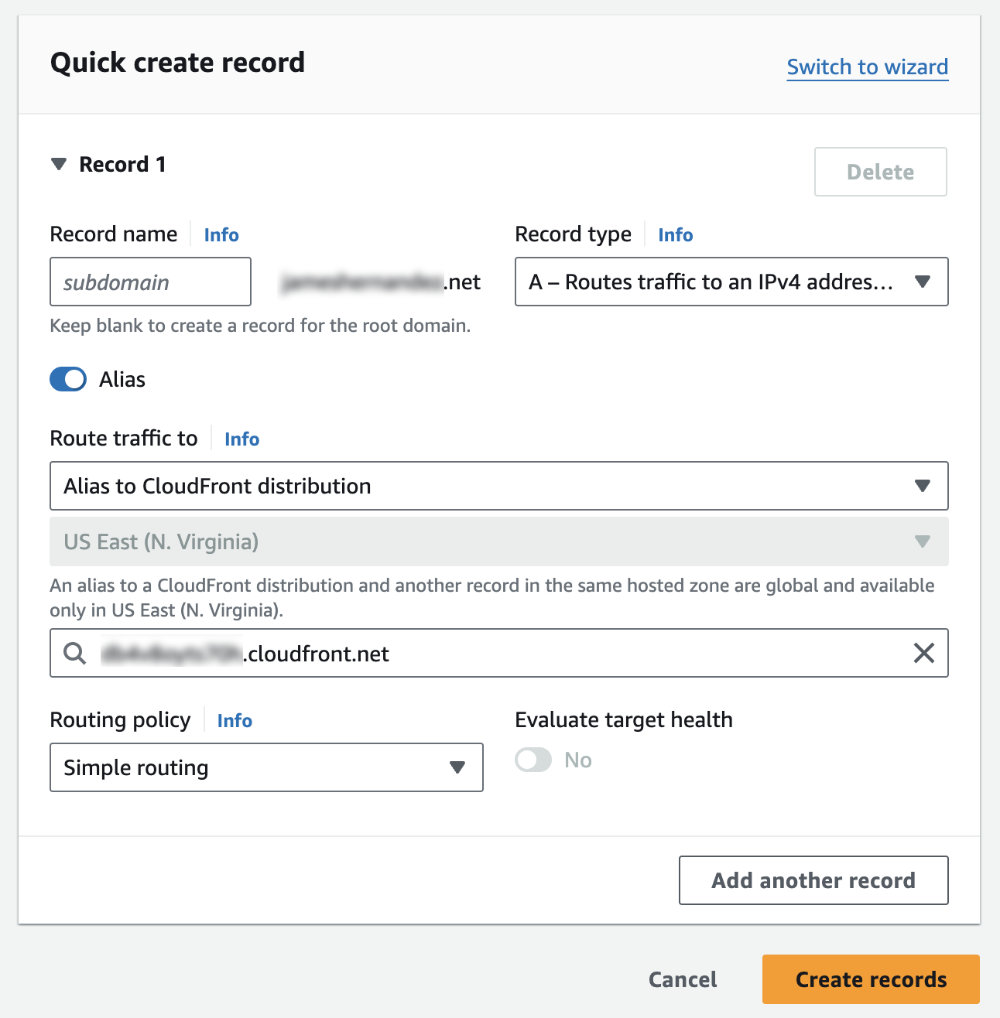 Quick create record
Switch to wizard
Record 1
Delete
Record name Info
Record type Info
subdomain .net
A – Routes traffic to an IPv4 addres...
Keep blank to create a record for the root domain.
Alias
Route traffic to Info
Alias to CloudFront distribution
US East (N. Virginia)
An alias to a CloudFront distribution and another record in the same hosted zone are global and available
only in US East (N. Virginia).
.cloudfront.net
Routing policy Info
Evaluate target health
Simple routing
No
Add another record
Cancel
Create records